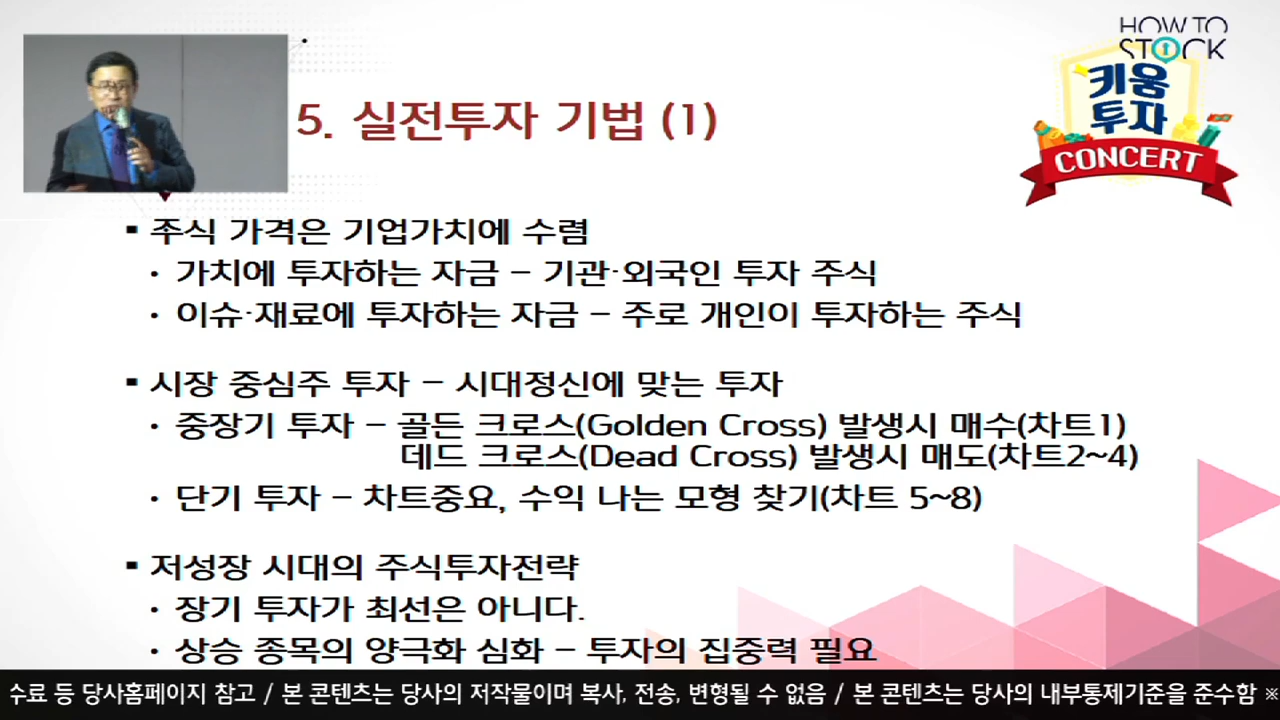 HOW TO
STOCK
키움
투자
CONCERT
5. 실전투자 기법 (1)
▪ 주식 가격은 기업가치에 수렴
• 가치에 투자하는 자금 – 기관·외국인 투자 주식
• 이슈·재료에 투자하는 자금 – 주로 개인이 투자하는 주식
▪ 시장 중심주 투자 – 시대정신에 맞는 투자
• 중장기 투자 – 골든 크로스(Golden Cross) 발생시 매수(차트1)
데드 크로스(Dead Cross) 발생시 매도(차트2~4)
• 단기 투자 – 차트중요, 수익 나는 모형 찾기(차트 5~8)
▪ 저성장 시대의 주식투자전략
• 장기 투자가 최선은 아니다.
• 상승 종목의 양극화 심화 – 투자의 집중력 필요
수료 등 당사홈페이지 참고 / 본 콘텐츠는 당사의 저작물이며 복사, 전송, 변형될 수 없음 / 본 콘텐츠는 당사의 내부통제기준을 준수함 ※